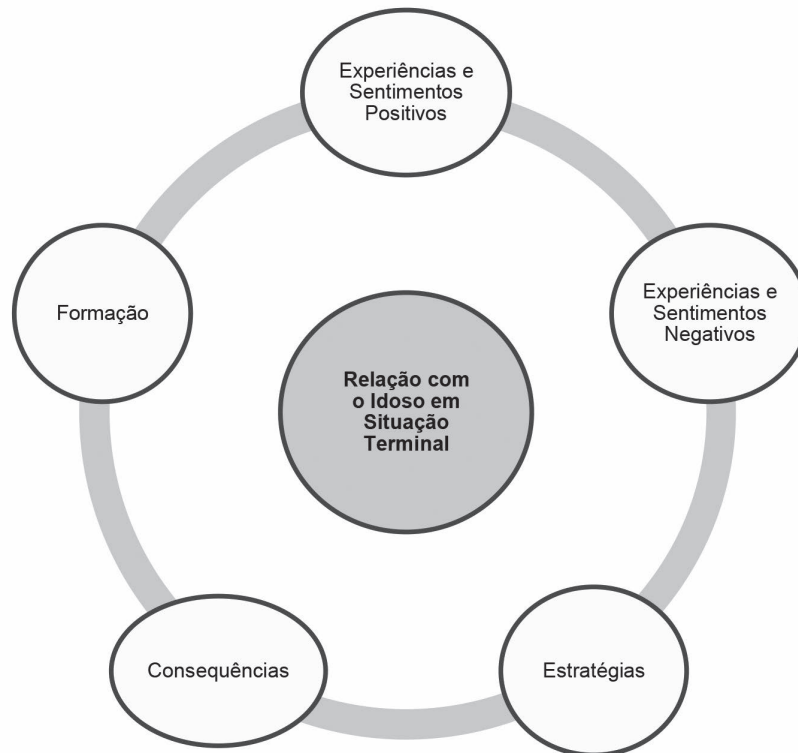 Experiências e
Sentimentos
Positivos
Experiências e
Sentimentos
Negativos
Formação
Relação com
o Idoso em
Situação
Terminal
Consequências
Estratégias